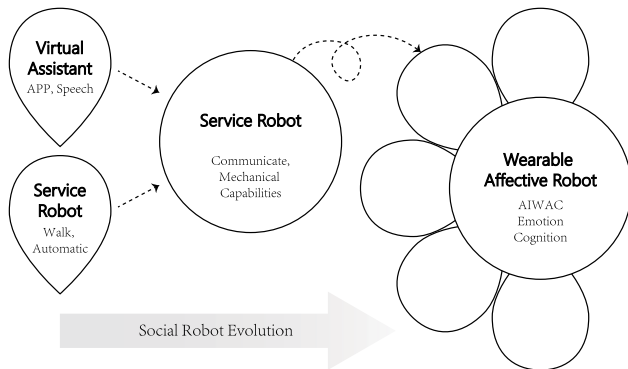 Virtual
Assistant
APP, Speech
Service
Robot
Walk,
Automatic
Service Robot
Communicate,
Mechanical
Capabilities
Wearable
Affective Robot
AIWAC
Emotion
Cognition
Social Robot Evolution